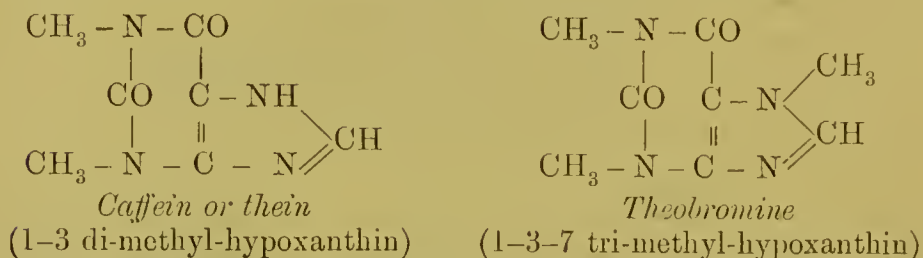 CH₃ – N – CO
CO C – NH
CH
CH₃ – N – C – N
Caffein or thein
(1–3 di-methyl-hypoxanthin)
CH₃ – N – CO
CH₃
CO C – N
CH
CH₃ – N – C – N
Theobromine
(1–3–7 tri-methyl-hypoxanthin)